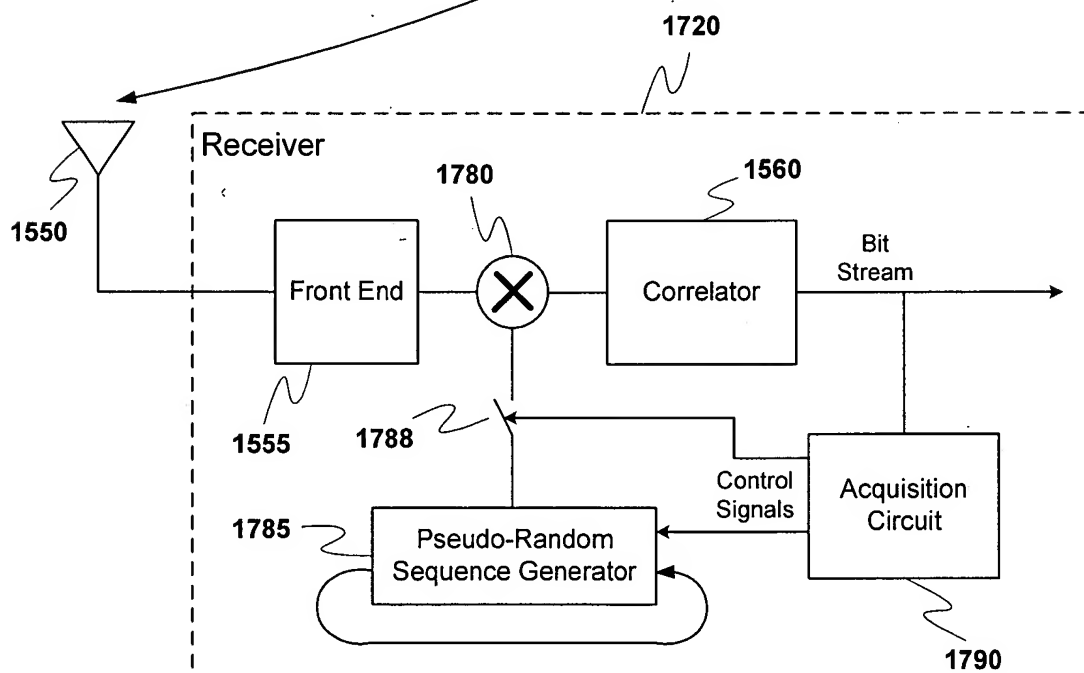 1720
Receiver
1550
1780
1560
Bit
Stream
Front End
Correlator
1555
1788
Control
Signals
Acquisition
Circuit
1785
Pseudo-Random
Sequence Generator
1790